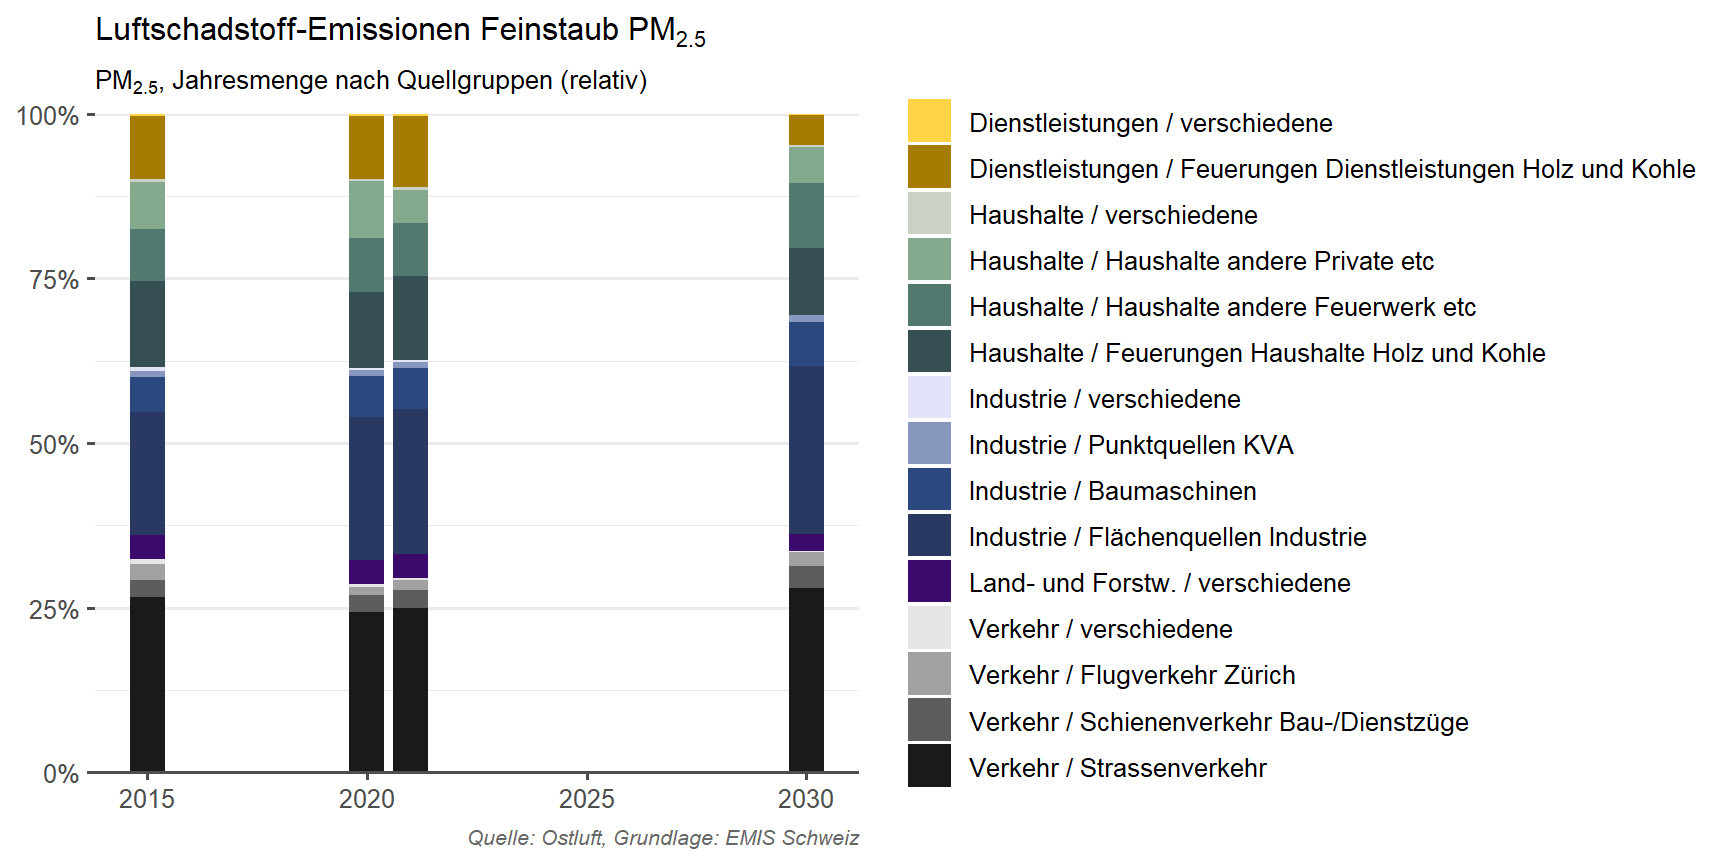 Luftschadstoff-Emissionen Feinstaub PM2.5
PM2.5, Jahresmenge nach Quellgruppen (relativ)
100%
75%
50%
25%
0%
2015
2020
2025
2030
Dienstleistungen / verschiedene
Dienstleistungen / Feuerungen Dienstleistungen Holz und Kohle
Haushalte / verschiedene
Haushalte / Haushalte andere Private etc
Haushalte / Haushalte andere Feuerwerk etc
Haushalte / Feuerungen Haushalte Holz und Kohle
Industrie / verschiedene
Industrie / Punktquellen KVA
Industrie / Baumaschinen
Industrie / Flächenquellen Industrie
Land- und Forstw. / verschiedene
Verkehr / verschiedene
Verkehr / Flugverkehr Zürich
Verkehr / Schienenverkehr Bau-/Dienstzüge
Verkehr / Strassenverkehr
Quelle: Ostluft, Grundlage: EMIS Schweiz